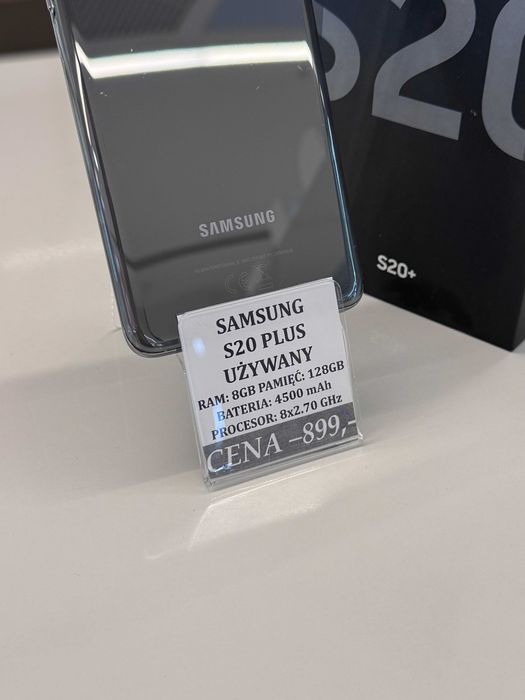 S20
SAMSUNG
S20+
SAMSUNG
S20 PLUS
UŻYWANY
RAM: 8GB PAMIĘĆ: 128GB
BATERIA: 4500 mAh
PROCESOR: 8x2.70 GHz
CENA –899,-